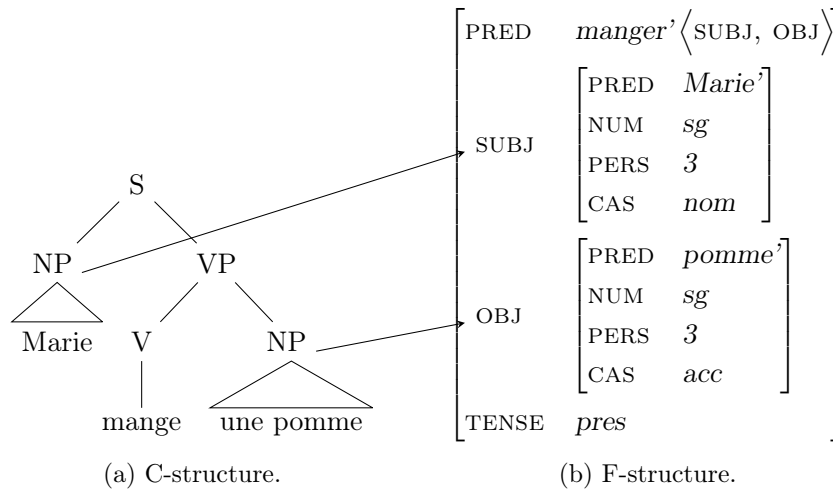 PRED manger’⟨SUBJ, OBJ⟩
PRED Marie’
NUM sg
SUBJ
PERS 3
CAS nom
PRED pomme’
NUM sg
OBJ
PERS 3
CAS acc
TENSE pres
S
NP VP
Marie V NP
mange une pomme
(a) C-structure. (b) F-structure.